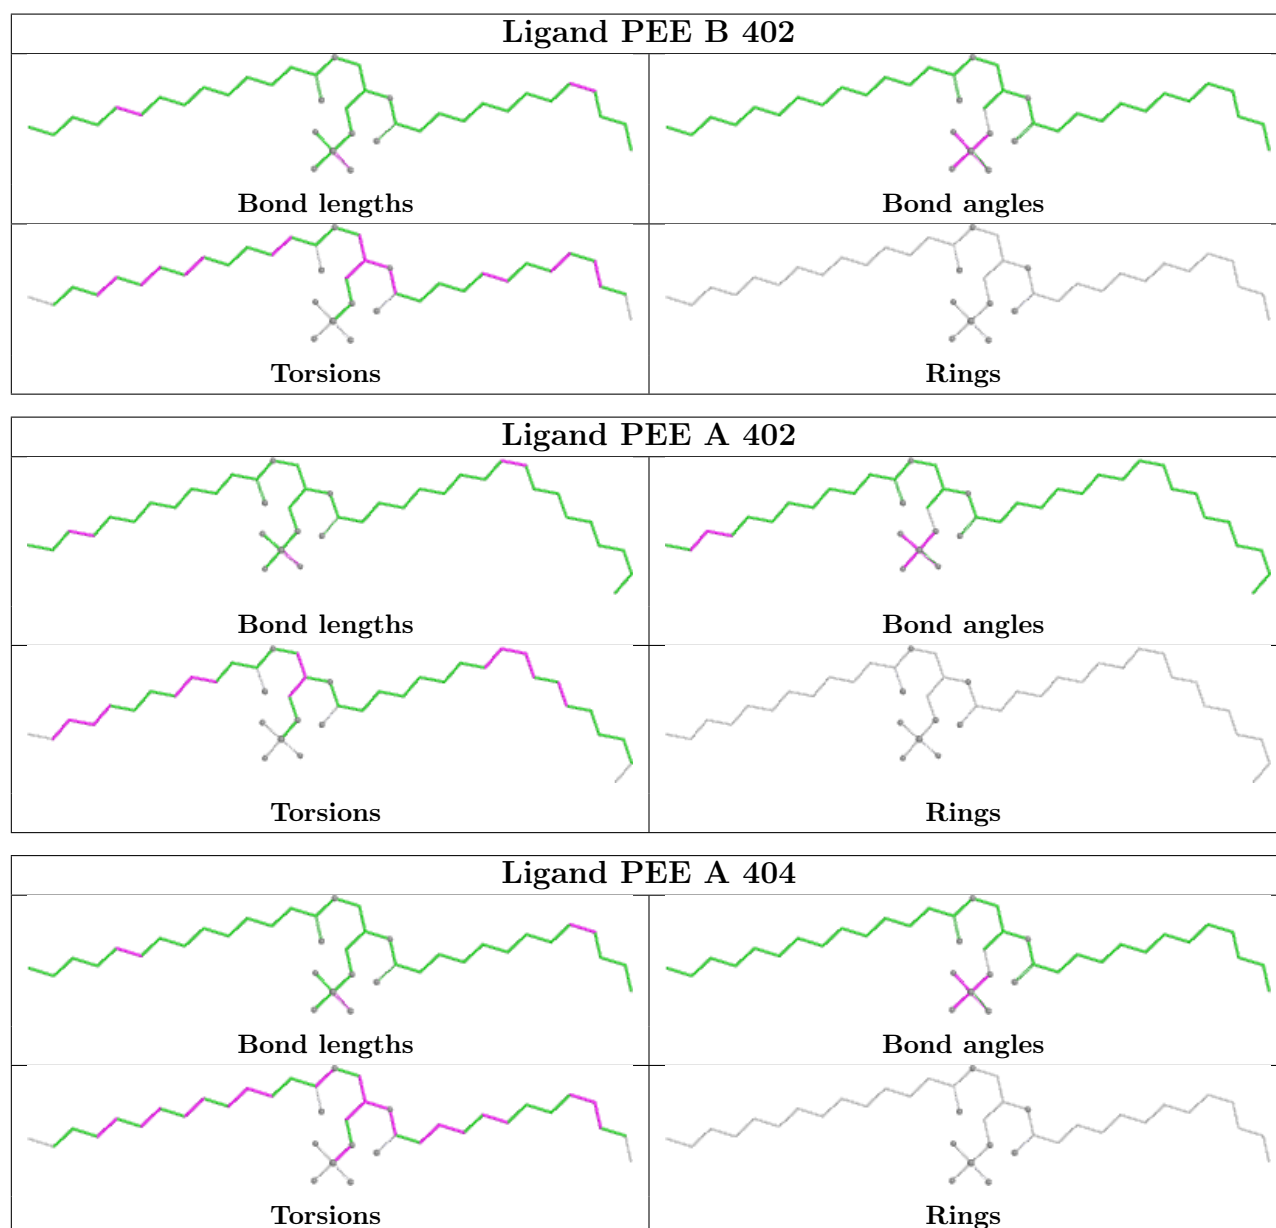 Ligand PEE B 402
Bond lengths
Bond angles
Torsions
Rings
Ligand PEE A 402
Bond lengths
Bond angles
Torsions
Rings
Ligand PEE A 404
Bond lengths
Bond angles
Torsions
Rings